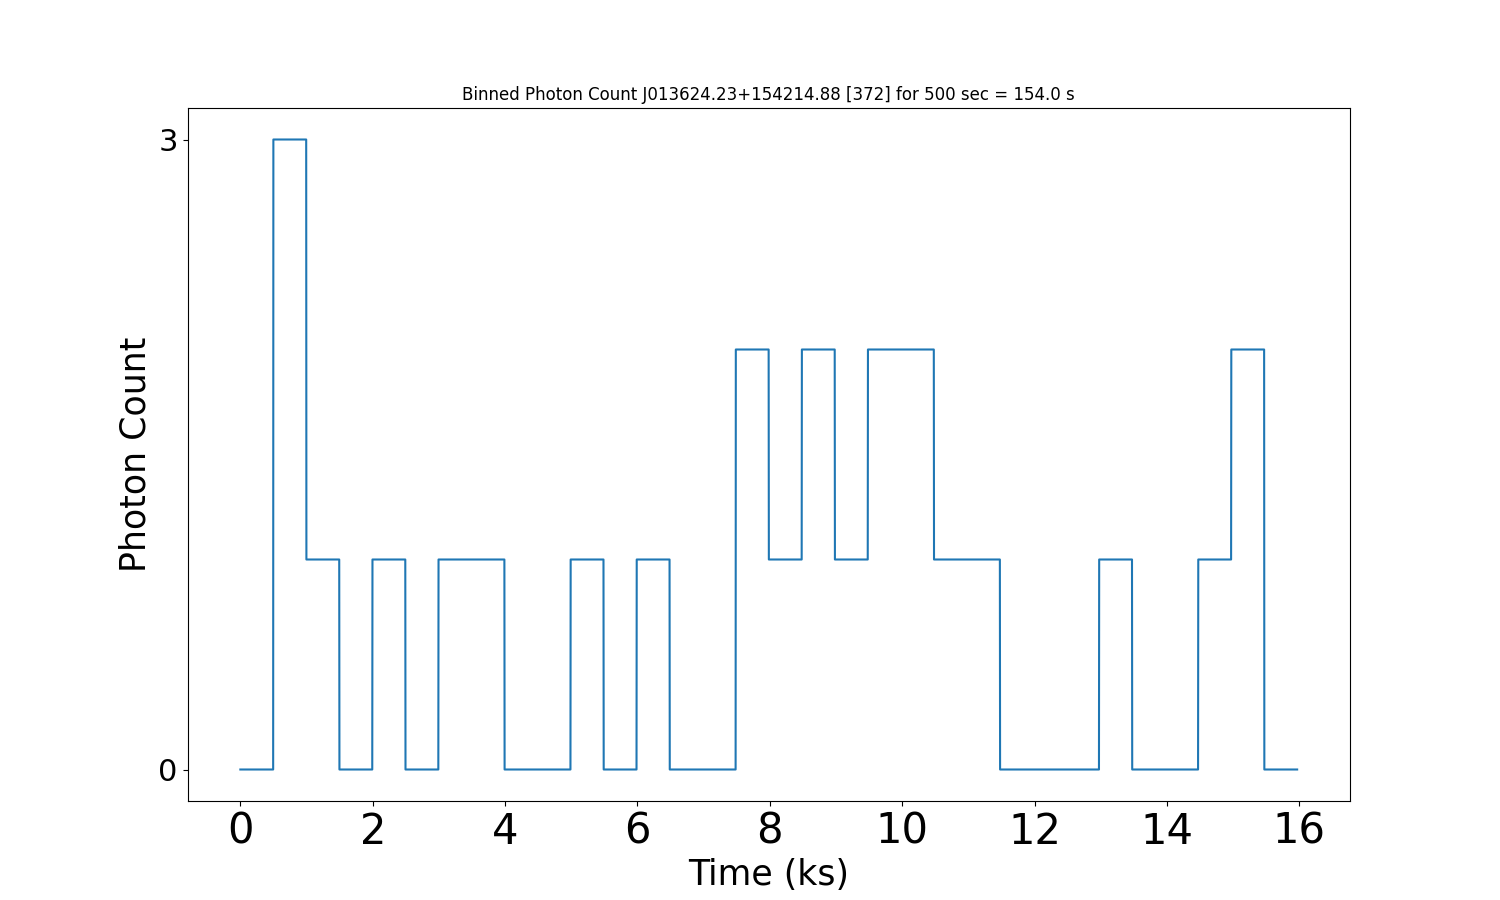 Binned Photon Count J013624.23+154214.88 [372] for 500 sec = 154.0 s
3
Photon Count
0
0 2 4 6 8 10 12 14 16
Time (ks)